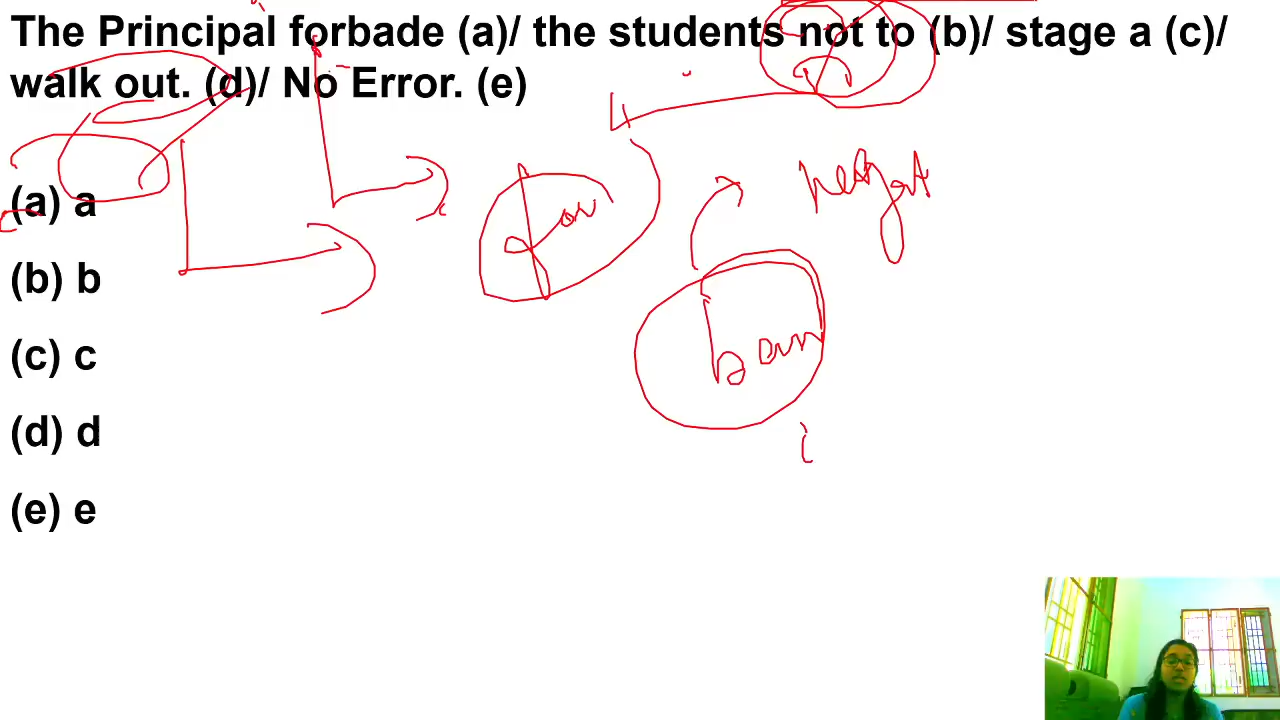 The Principal forbade (a)/ the students not to (b)/ stage a (c)/
walk out. (d)/ No Error. (e)
(a) a
(b) b
(c) c
(d) d
(e) e